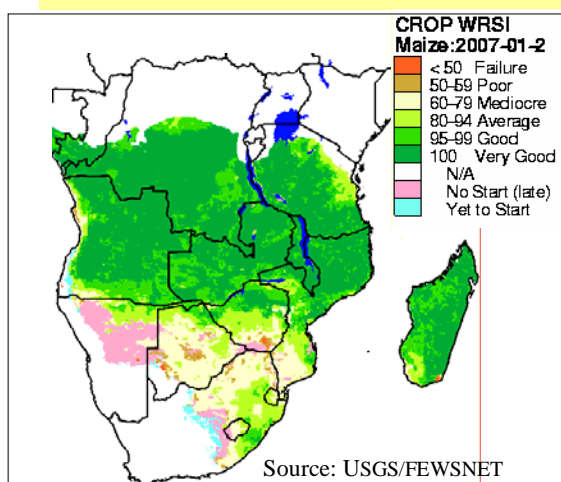 CROP WRSI
Maize:2007-01-2
< 50 Failure
50-59 Poor
60-79 Mediocre
80-94 Average
95-99 Good
100 Very Good
N/A
No Start (late)
Yet to Start
Source: USGS/FEWSNET